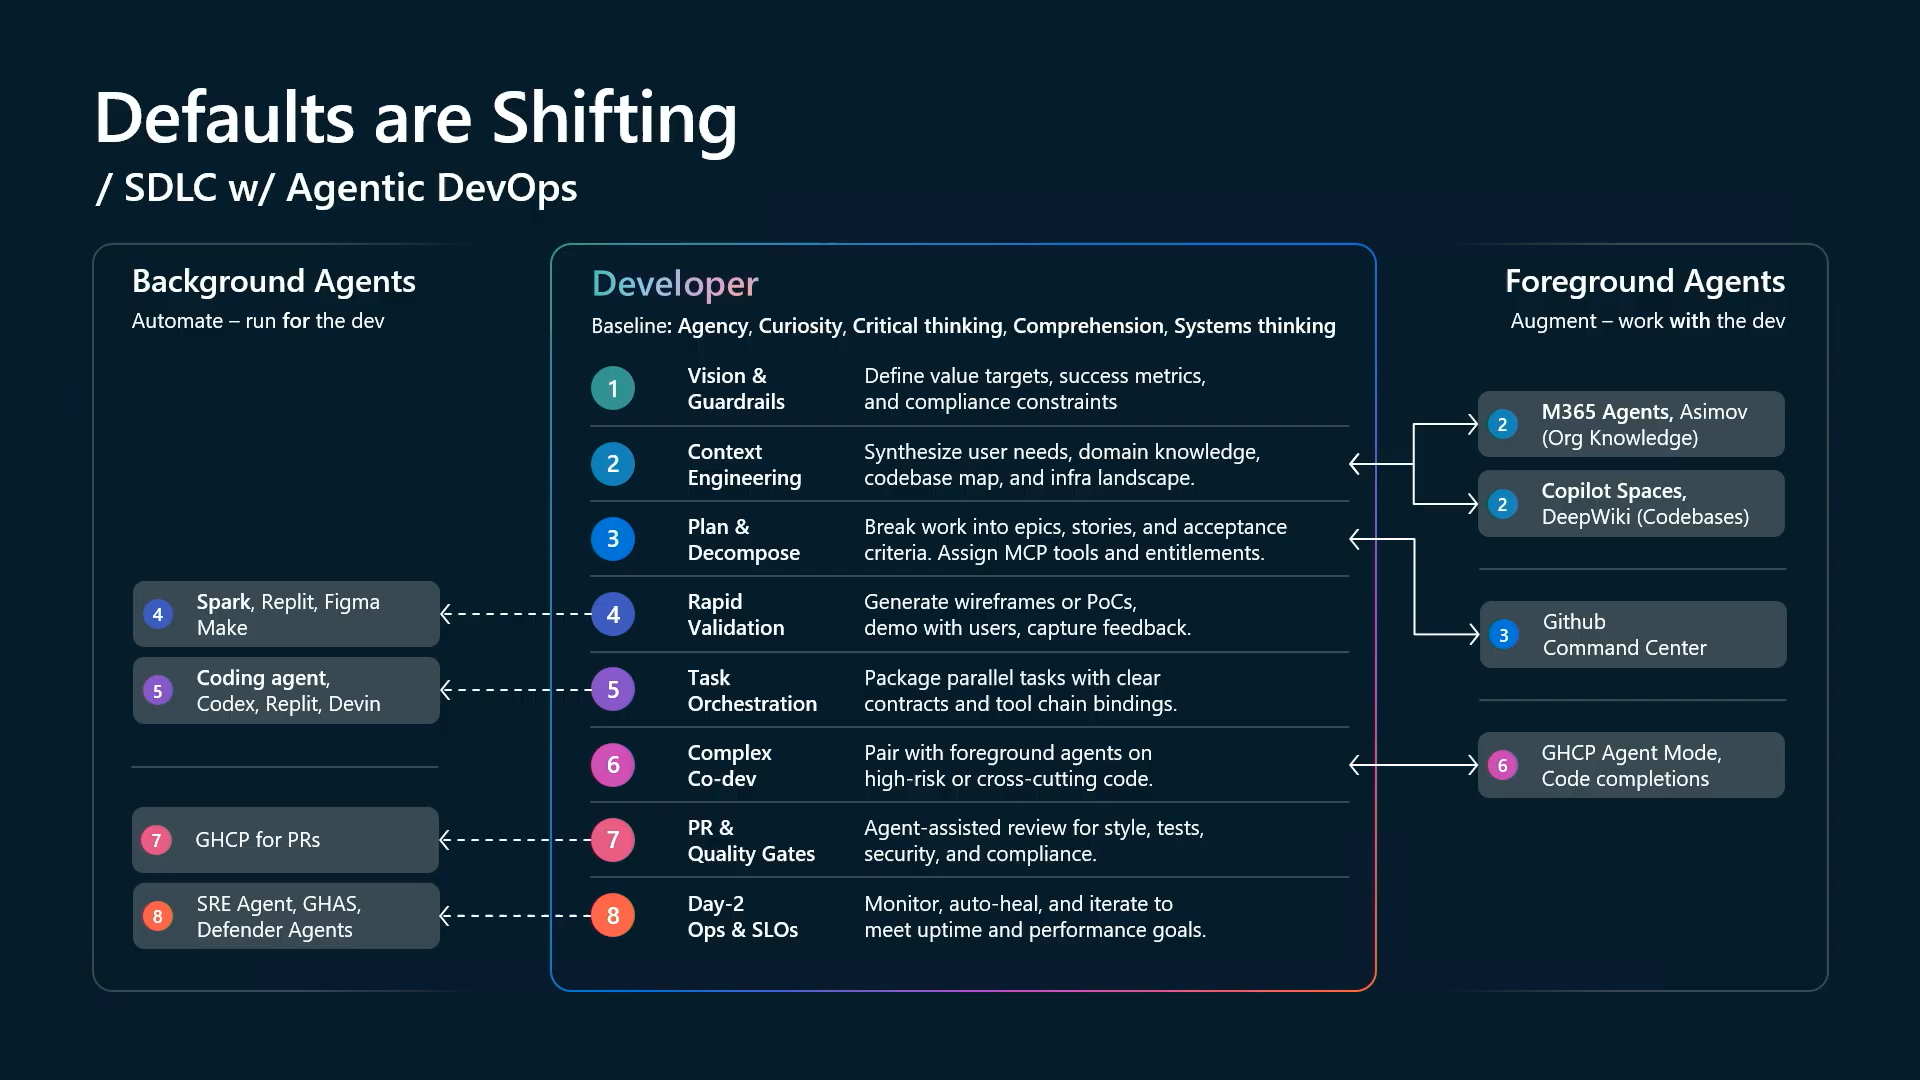 Defaults are Shifting
/ SDLC w/ Agentic DevOps
Background Agents
Automate – run for the dev
4
Spark, Replit, Figma
Make
5
Coding agent,
Codex, Replit, Devin
7
GHCP for PRs
8
SRE Agent, GHAS,
Defender Agents
Developer
Baseline: Agency, Curiosity, Critical thinking, Comprehension, Systems thinking
1
Vision &
Guardrails
Define value targets, success metrics,
and compliance constraints
2
Context
Engineering
Synthesize user needs, domain knowledge,
codebase map, and infra landscape.
3
Plan &
Decompose
Break work into epics, stories, and acceptance
criteria. Assign MCP tools and entitlements.
4
Rapid
Validation
Generate wireframes or PoCs,
demo with users, capture feedback.
5
Task
Orchestration
Package parallel tasks with clear
contracts and tool chain bindings.
6
Complex
Co-dev
Pair with foreground agents on
high-risk or cross-cutting code.
7
PR &
Quality Gates
Agent-assisted review for style, tests,
security, and compliance.
8
Day-2
Ops & SLOs
Monitor, auto-heal, and iterate to
meet uptime and performance goals.
Foreground Agents
Augment – work with the dev
2
M365 Agents, Asimov
(Org Knowledge)
2
Copilot Spaces,
DeepWiki (Codebases)
3
Github
Command Center
6
GHCP Agent Mode,
Code completions